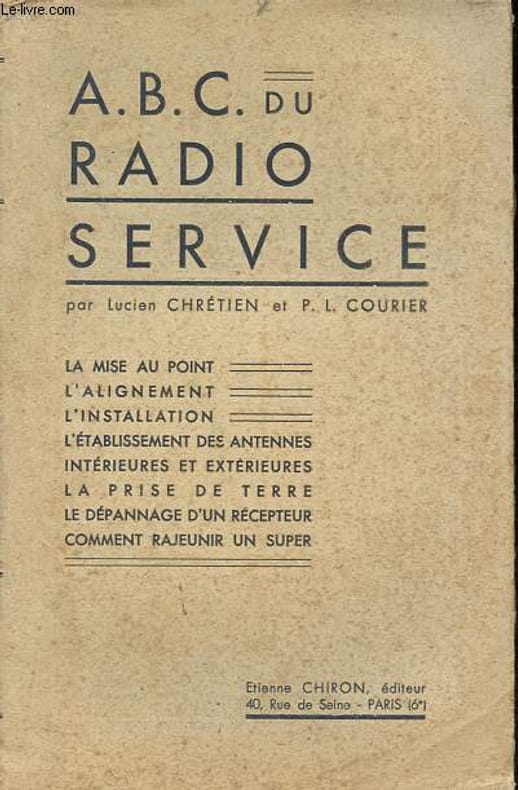 Le-livre.com
A.B.C. DU
RADIO
SERVICE
par Lucien CHRÉTIEN et P. L. COURIER
LA MISE AU POINT
L'ALIGNEMENT
L'INSTALLATION
L'ÉTABLISSEMENT DES ANTENNES
INTÉRIEURES ET EXTÉRIEURES
LA PRISE DE TERRE
LE DÉPANNAGE D'UN RÉCEPTEUR
COMMENT RAJEUNIR UN SUPER
Etienne CHIRON, éditeur
40, Rue de Seine - PARIS (6e)